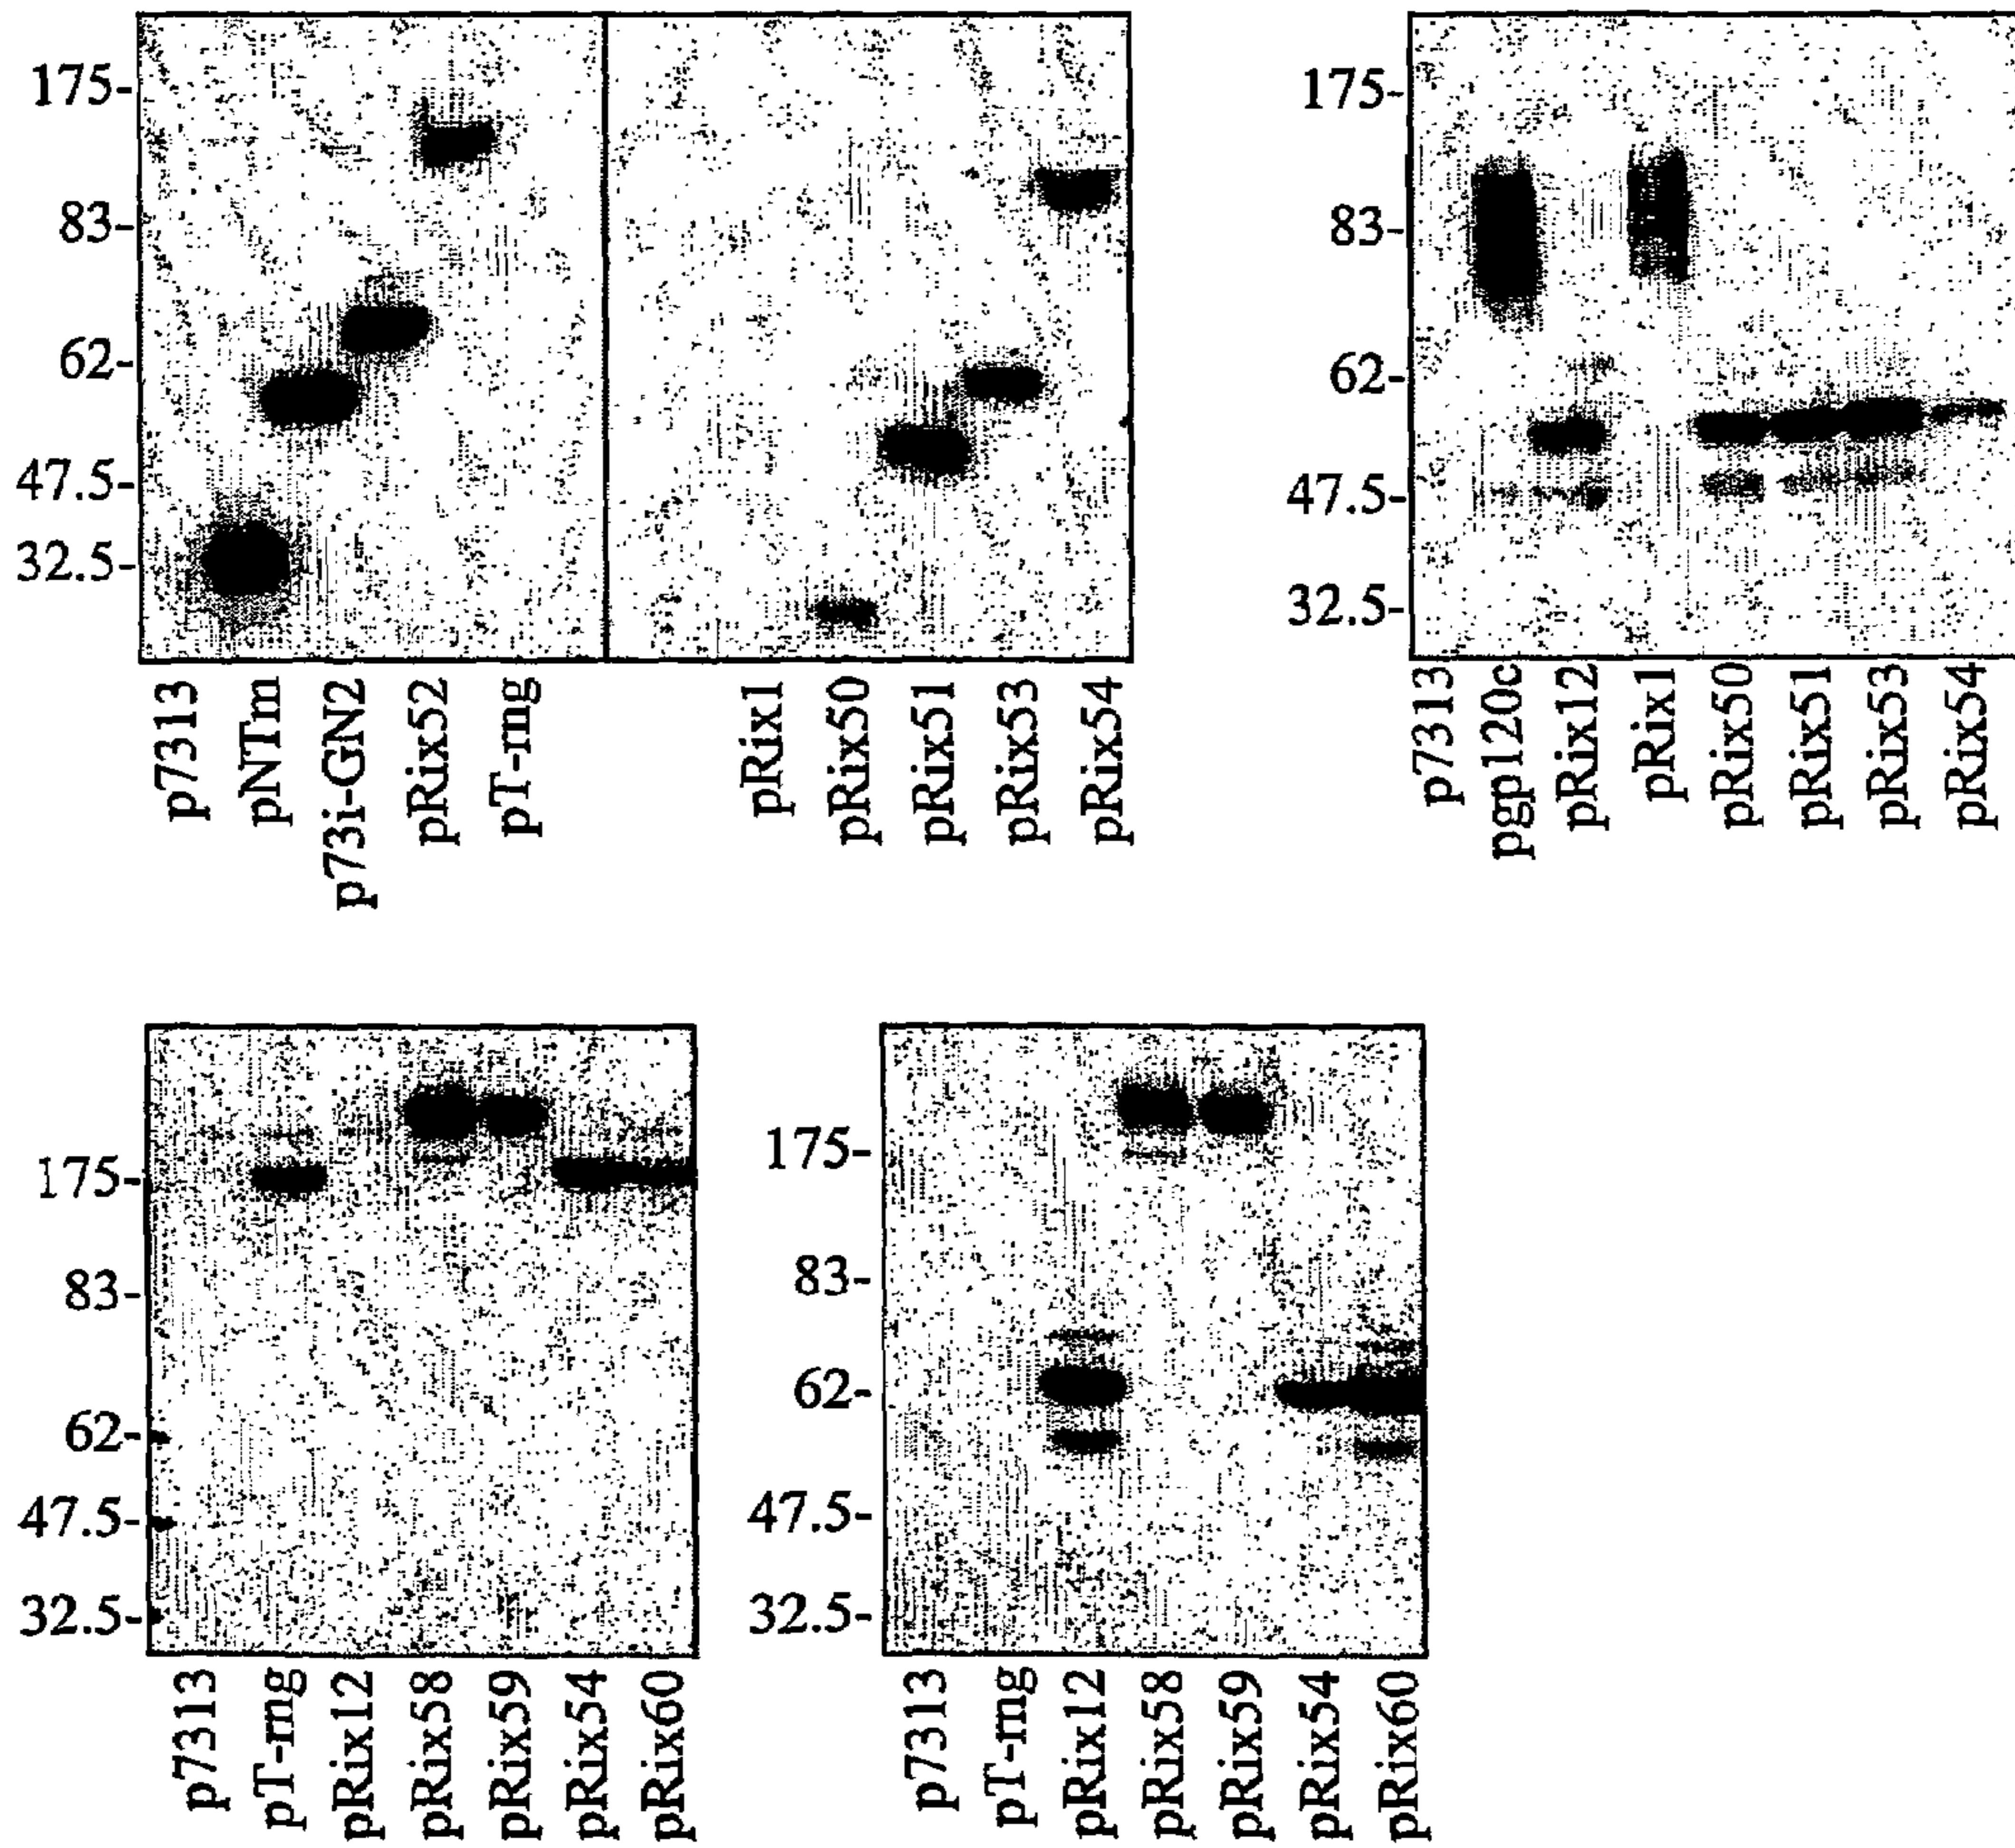 175-
83-
62-
47.5-
32.5-
p7313
pNTm
p73i-GN2
pRix52
pT-rng
pRix1
pRix50
pRix51
pRix53
pRix54
175-
83-
62-
47.5-
32.5-
p7313
pgp120c
pRix12
pRix1
pRix50
pRix51
pRix53
pRix54
175-
83-
62-
47.5-
32.5-
p7313
pT-rng
pRix12
pRix58
pRix59
pRix54
pRix60
175-
83-
62-
47.5-
32.5-
p7313
pT-rng
pRix12
pRix58
pRix59
pRix54
pRix60